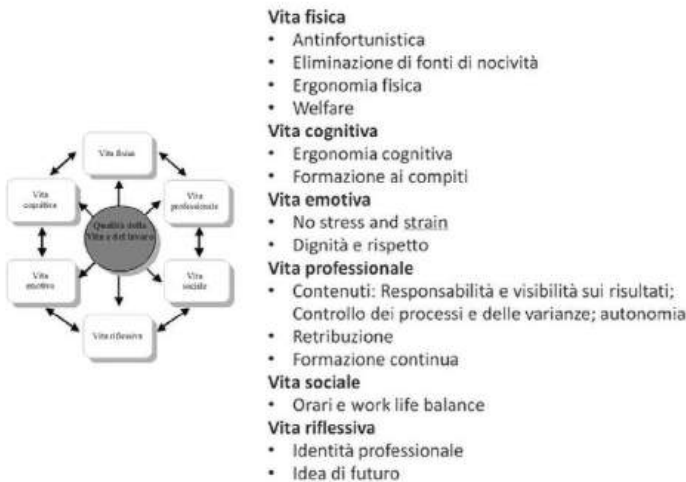 Vita fisica
Vita
cognitiva
Vita
professionale
Qualità della
Vita e del lavoro
Vita
emotiva
Vita
sociale
Vita riflessiva
Vita fisica
• Antinfortunistica
• Eliminazione di fonti di nocività
• Ergonomia fisica
• Welfare
Vita cognitiva
• Ergonomia cognitiva
• Formazione ai compiti
Vita emotiva
• No stress and strain
• Dignità e rispetto
Vita professionale
• Contenuti: Responsabilità e visibilità sui risultati;
Controllo dei processi e delle varianze; autonomia
• Retribuzione
• Formazione continua
Vita sociale
• Orari e work life balance
Vita riflessiva
• Identità professionale
• Idea di futuro